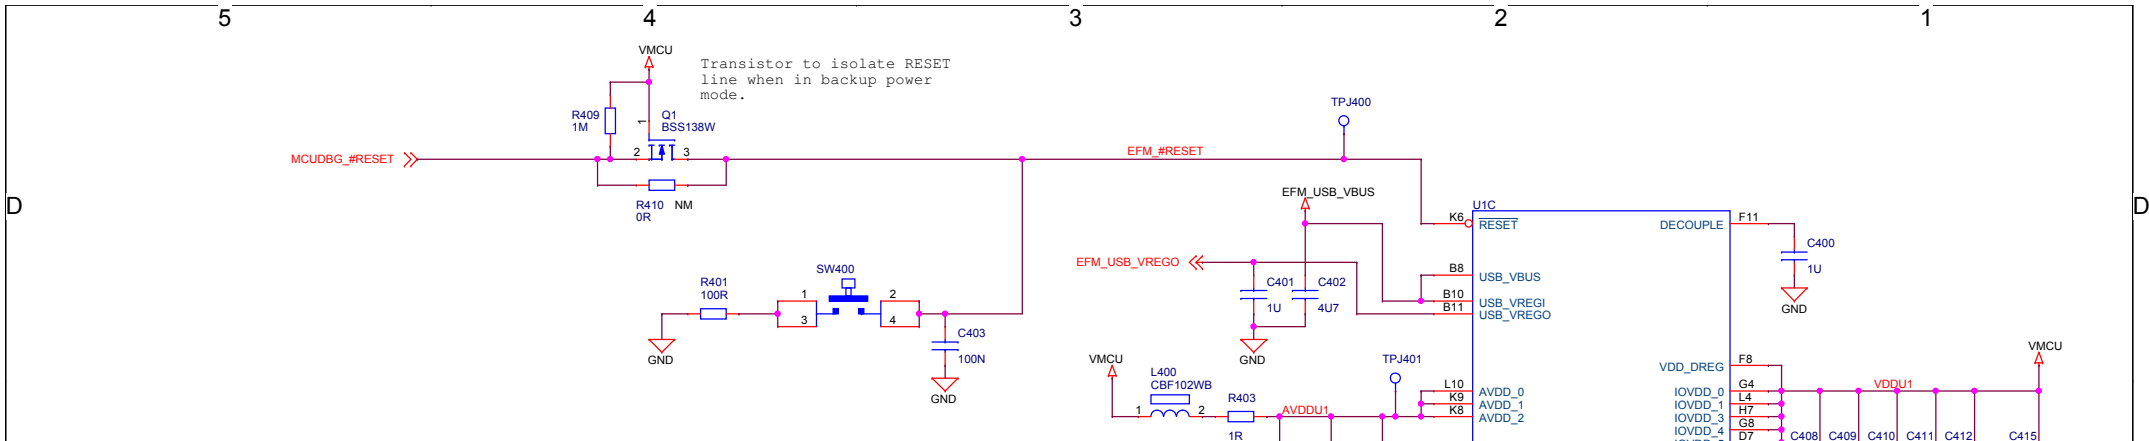 5 4 3 2 1
VMCU
Transistor to isolate RESET
line when in backup power
mode.
R409
1M
1
Q1
BSS138W
TPJ400
MCUDBG_#RESET
2
3
EFM_#RESET
R410
0R
NM
D
D
EFM_USB_VBUS
U1C
K6
RESET
DECOUPLE
F11
C400
1U
GND
EFM_USB_VREGO
C401
1U
C402
4U7
GND
B8
USB_VBUS
B10
USB_VREGI
B11
USB_VREGO
R401
100R
SW400
1
3
2
4
GND
C403
100N
GND
VMCU
L400
CBF102WB
1
2
R403
1R
AVDDU1
TPJ401
L10
AVDD_0
K9
AVDD_1
K8
AVDD_2
VDD_DREG
F8
IOVDD_0
G4
IOVDD_1
L4
IOVDD_3
H7
IOVDD_4
G8
D7
VDDU1
VMCU
C408 C409 C410 C411 C412 C415